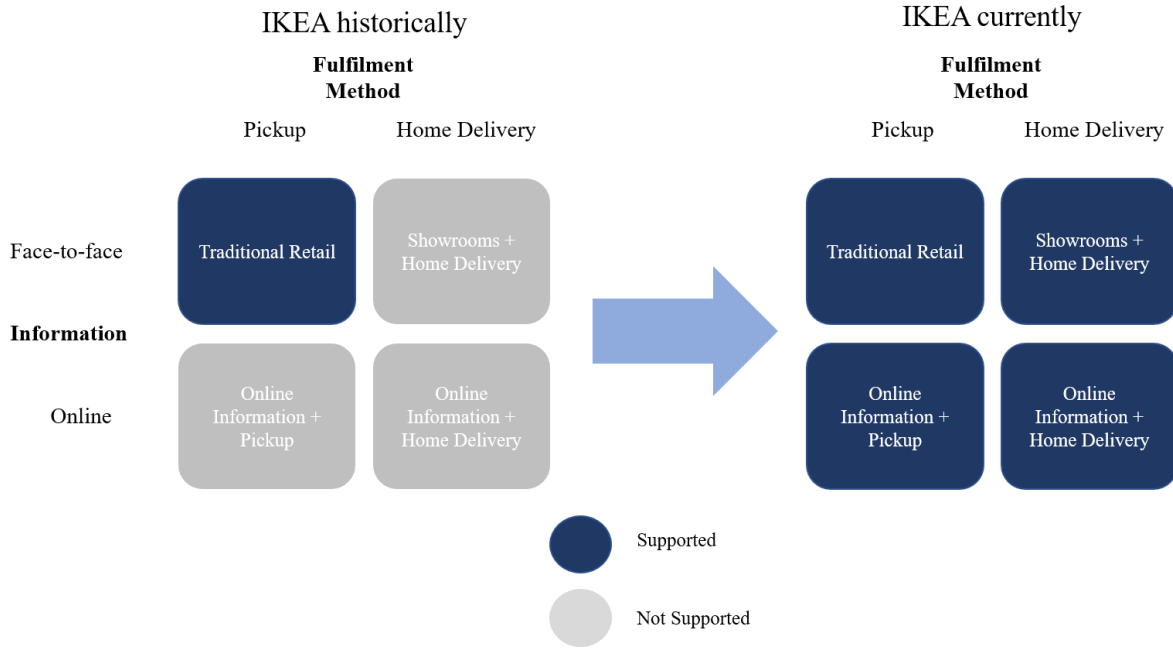 IKEA historically
Fulfilment
Method
Pickup
Home Delivery
Face-to-face
Information
Online
Traditional Retail
Showrooms +
Home Delivery
Online
Information +
Pickup
Online
Information +
Home Delivery
IKEA currently
Fulfilment
Method
Pickup
Home Delivery
Traditional Retail
Showrooms +
Home Delivery
Online
Information +
Pickup
Online
Information +
Home Delivery
Supported
Not Supported